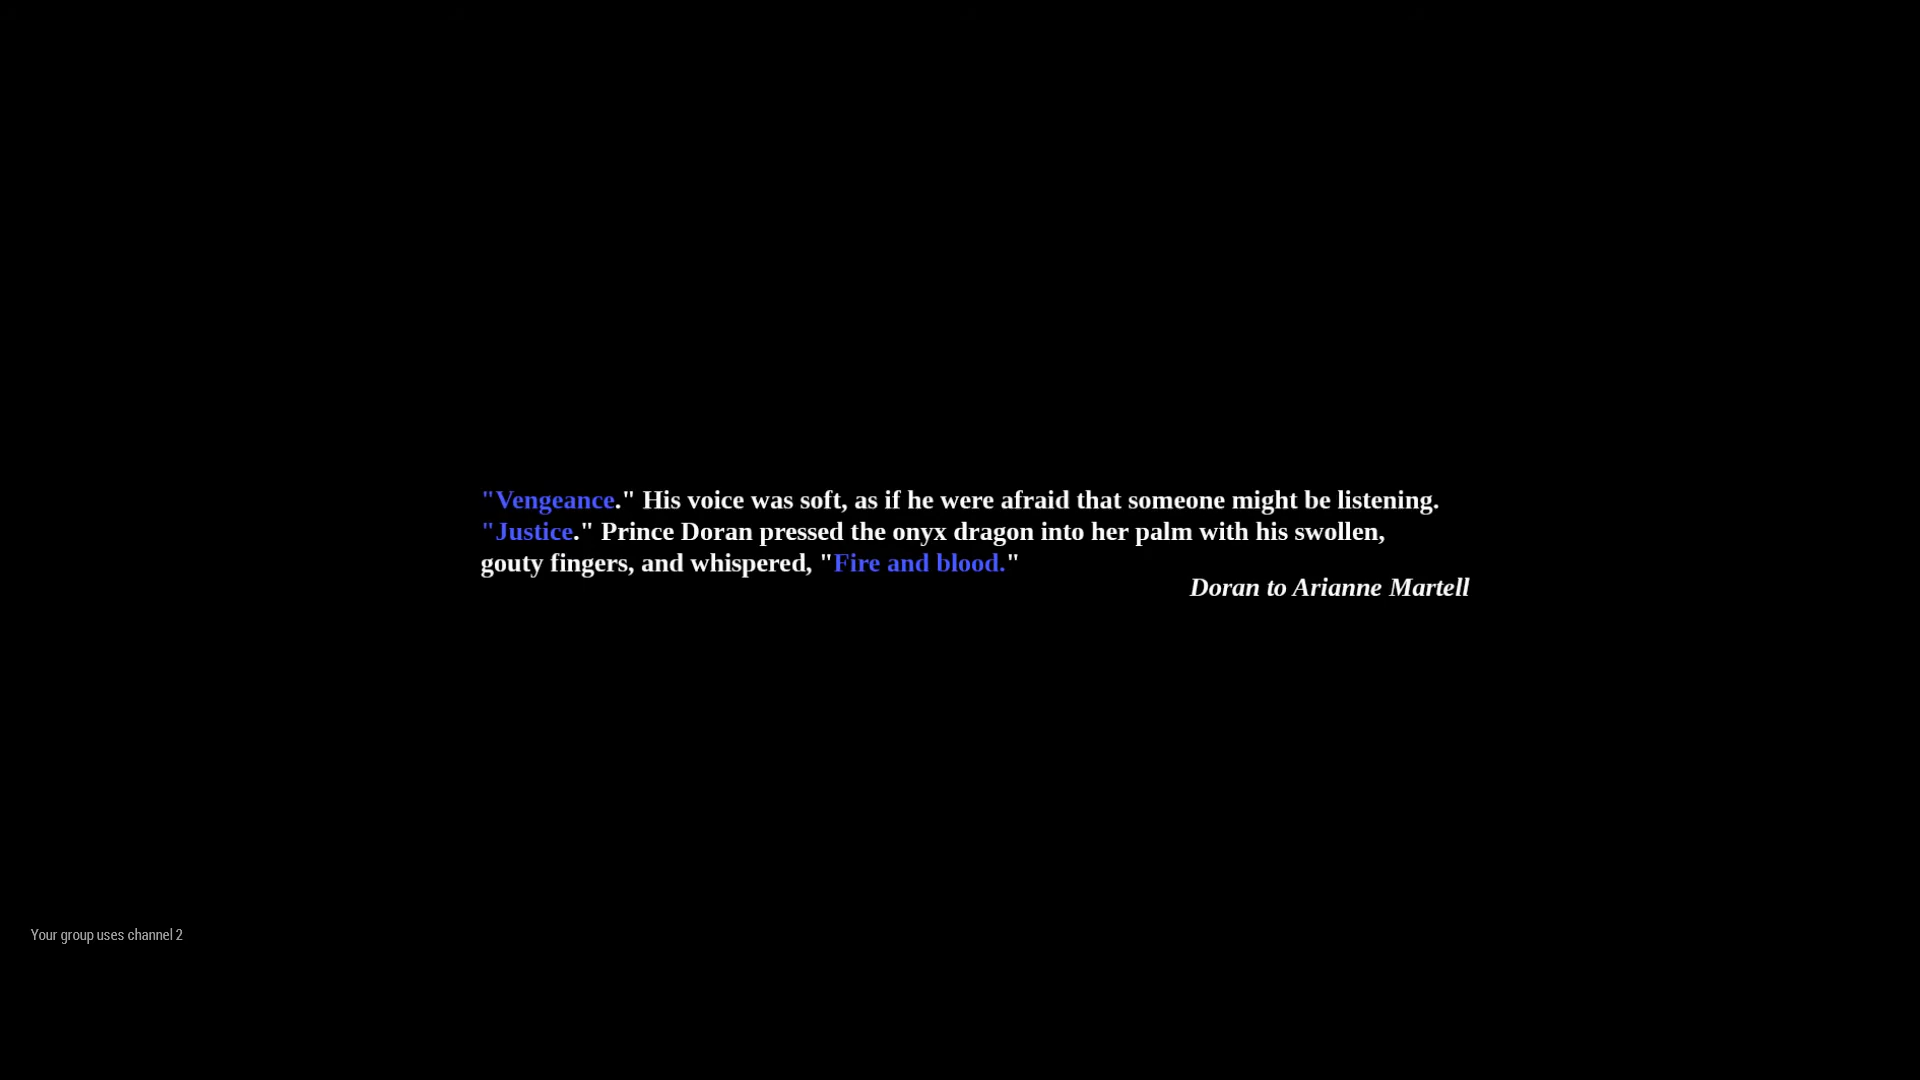 "Vengeance." His voice was soft, as if he were afraid that someone might be listening.
"Justice." Prince Doran pressed the onyx dragon into her palm with his swollen,
gouty fingers, and whispered, "Fire and blood."
Doran to Arianne Martell
Your group uses channel 2